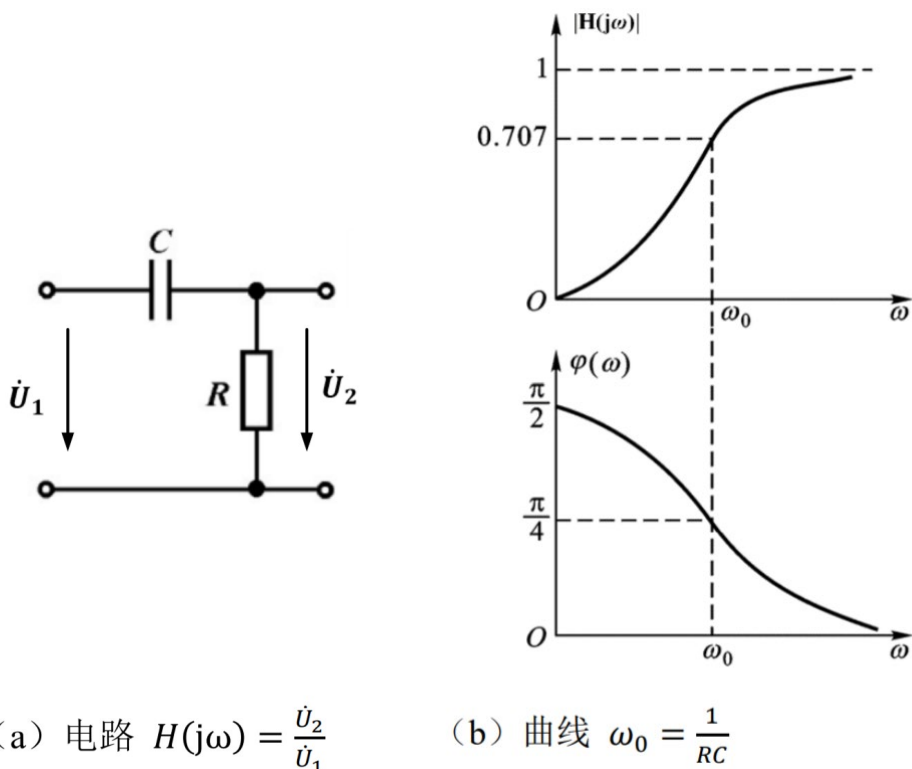 |H(jω)|
1
0.707
O
ω₀
ω
C
R
U̇₁
U̇₂
φ(ω)
π/2
π/4
O
ω₀
ω
（a）电路 H(jω) = U̇₂/U̇₁
（b）曲线 ω₀ = 1/RC